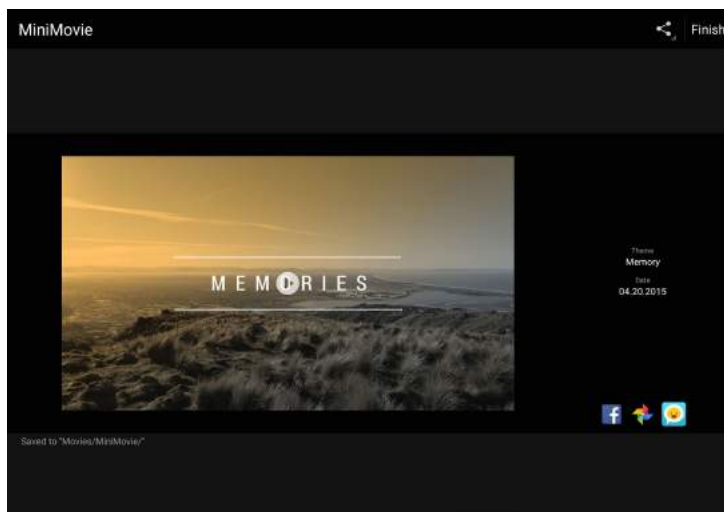 MiniMovie
Finish
MEMORIES
Theme
Memory
Date
04.20.2015
Saved to "Movies/MiniMovie/"